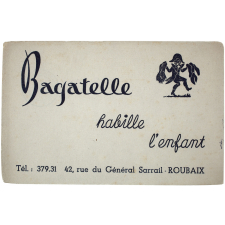 Bagatelle
habille
l'enfant
Tél.: 379.31 42, rue du Général Sarrail - ROUBAIX